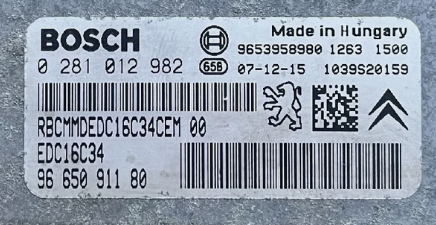 BOSCH
Made in Hungary
9653958980 1263 1500
0 281 012 982 65B 07-12-15 1039S20159
RBCMMDEDC16C34CEM 00
EDC16C34
96 650 911 80